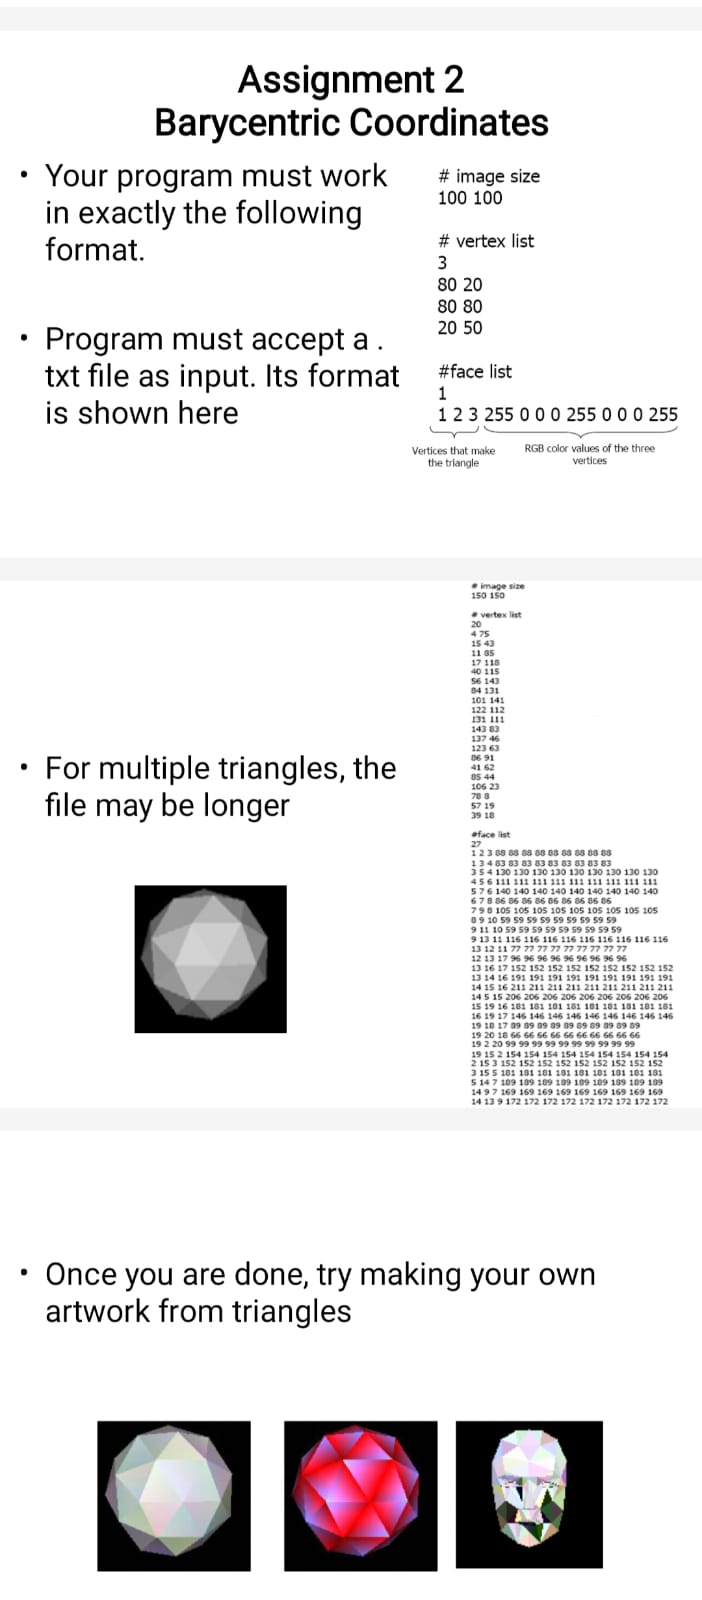 Assignment 2
Barycentric Coordinates
• Your program must work
in exactly the following
format.
• Program must accept a .
txt file as input. Its format
is shown here
# image size
100 100
# vertex list
3
80 20
80 80
20 50
#face list
1
1 2 3 255 0 0 0 255 0 0 0 255
Vertices that make
the triangle
RGB color values of the three
vertices
• For multiple triangles, the
file may be longer
# image size
150 150
# vertex list
20
4 75
15 43
11 85
17 118
40 115
56 143
84 131
101 141
122 112
131 111
143 83
137 46
123 63
86 91
41 62
85 44
106 23
78 8
57 19
39 18
#face list
27
1 2 3 88 88 88 88 88 88 88 88 88
1 3 4 83 83 83 83 83 83 83 83 83
3 5 4 130 130 130 130 130 130 130 130 130
4 5 6 111 111 111 111 111 111 111 111 111
5 7 6 140 140 140 140 140 140 140 140 140
6 7 8 86 86 86 86 86 86 86 86 86
7 9 8 105 105 105 105 105 105 105 105 105
8 9 10 59 59 59 59 59 59 59 59 59
9 11 10 59 59 59 59 59 59 59 59 59
9 13 11 116 116 116 116 116 116 116 116 116
13 12 11 77 77 77 77 77 77 77 77 77
12 13 17 96 96 96 96 96 96 96 96 96
13 16 17 152 152 152 152 152 152 152 152 152
13 14 16 191 191 191 191 191 191 191 191 191
14 15 16 211 211 211 211 211 211 211 211 211
14 5 15 206 206 206 206 206 206 206 206 206
15 19 16 181 181 181 181 181 181 181 181 181
16 19 17 146 146 146 146 146 146 146 146 146
19 18 17 89 89 89 89 89 89 89 89 89
19 20 18 66 66 66 66 66 66 66 66 66
19 2 20 99 99 99 99 99 99 99 99 99
19 15 2 154 154 154 154 154 154 154 154 154
2 15 3 152 152 152 152 152 152 152 152 152
3 15 5 181 181 181 181 181 181 181 181 181
5 14 7 189 189 189 189 189 189 189 189 189
14 9 7 169 169 169 169 169 169 169 169 169
14 13 9 172 172 172 172 172 172 172 172 172
• Once you are done, try making your own
artwork from triangles